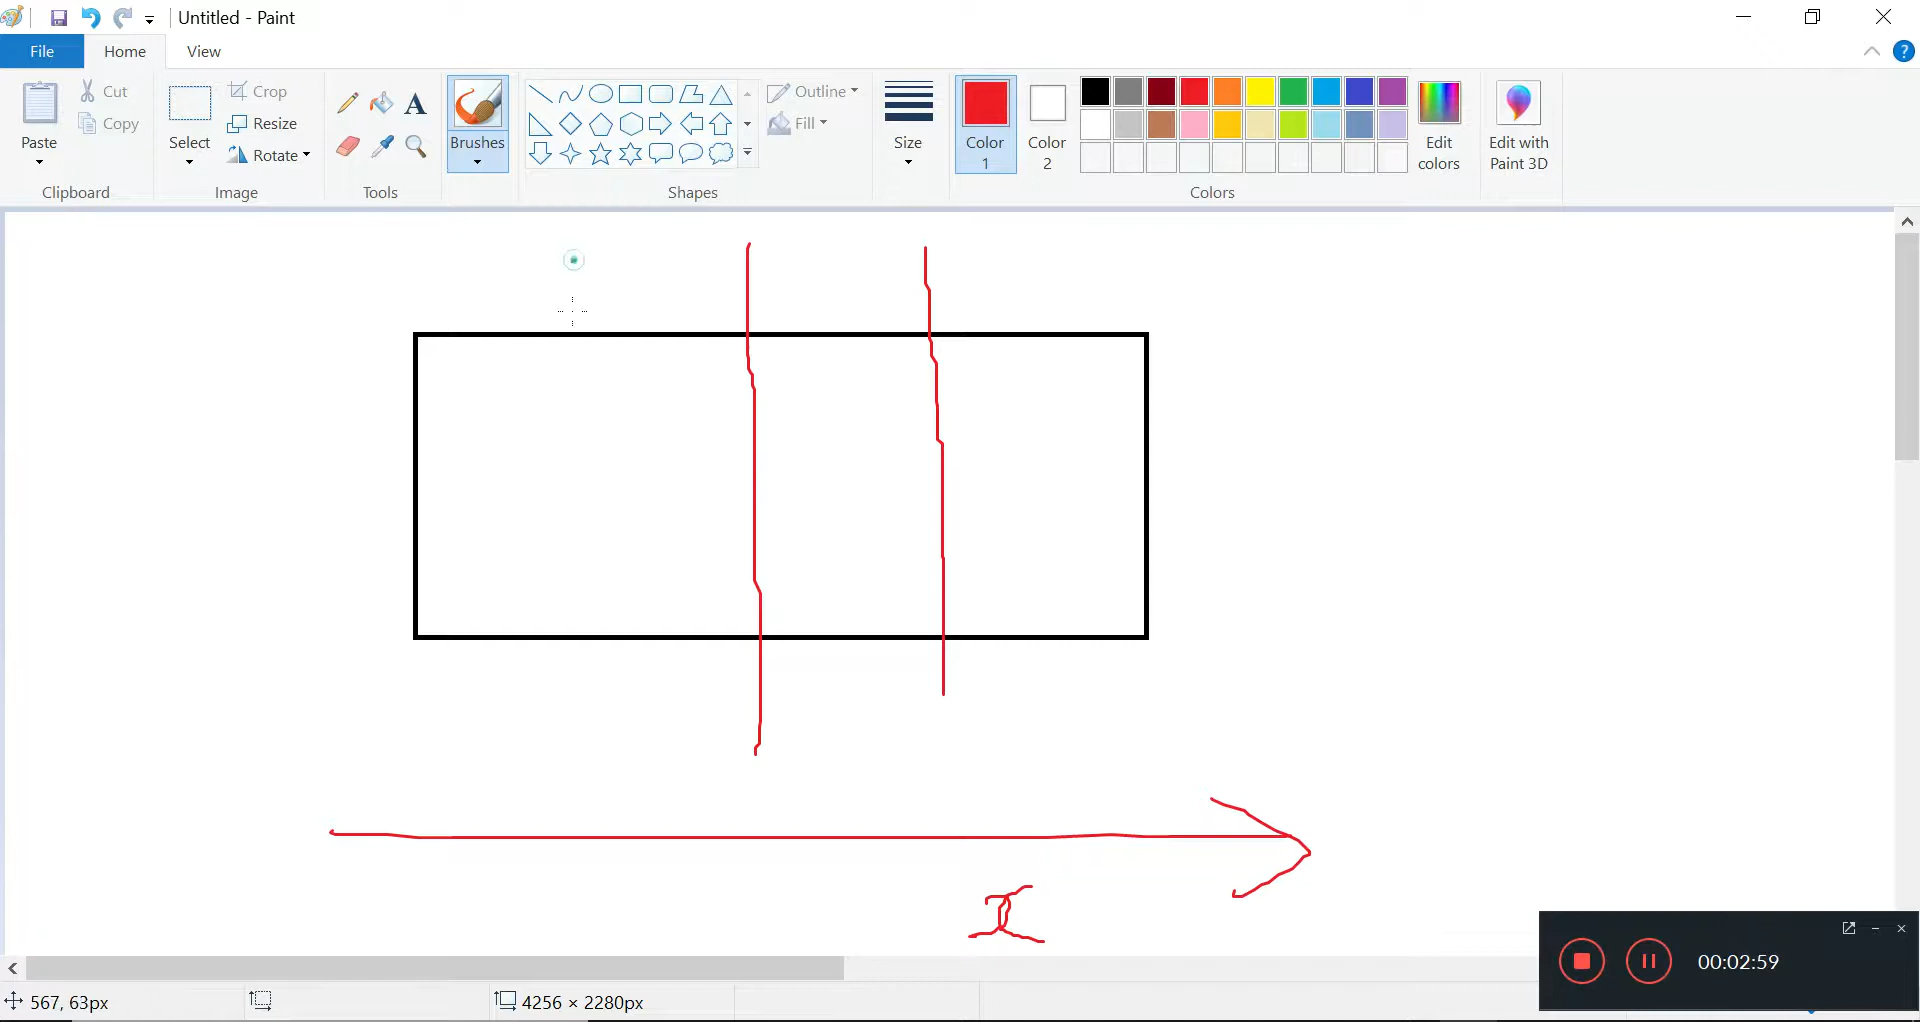 Untitled - Paint
File Home View
Paste
Cut
Copy
Clipboard
Select
Crop
Resize
Rotate
Image
A
Tools
Brushes
Shapes
Outline
Fill
Size
Color 1
Color 2
Colors
Edit colors
Edit with Paint 3D
?
x
00:02:59
567, 63px
4256 × 2280px